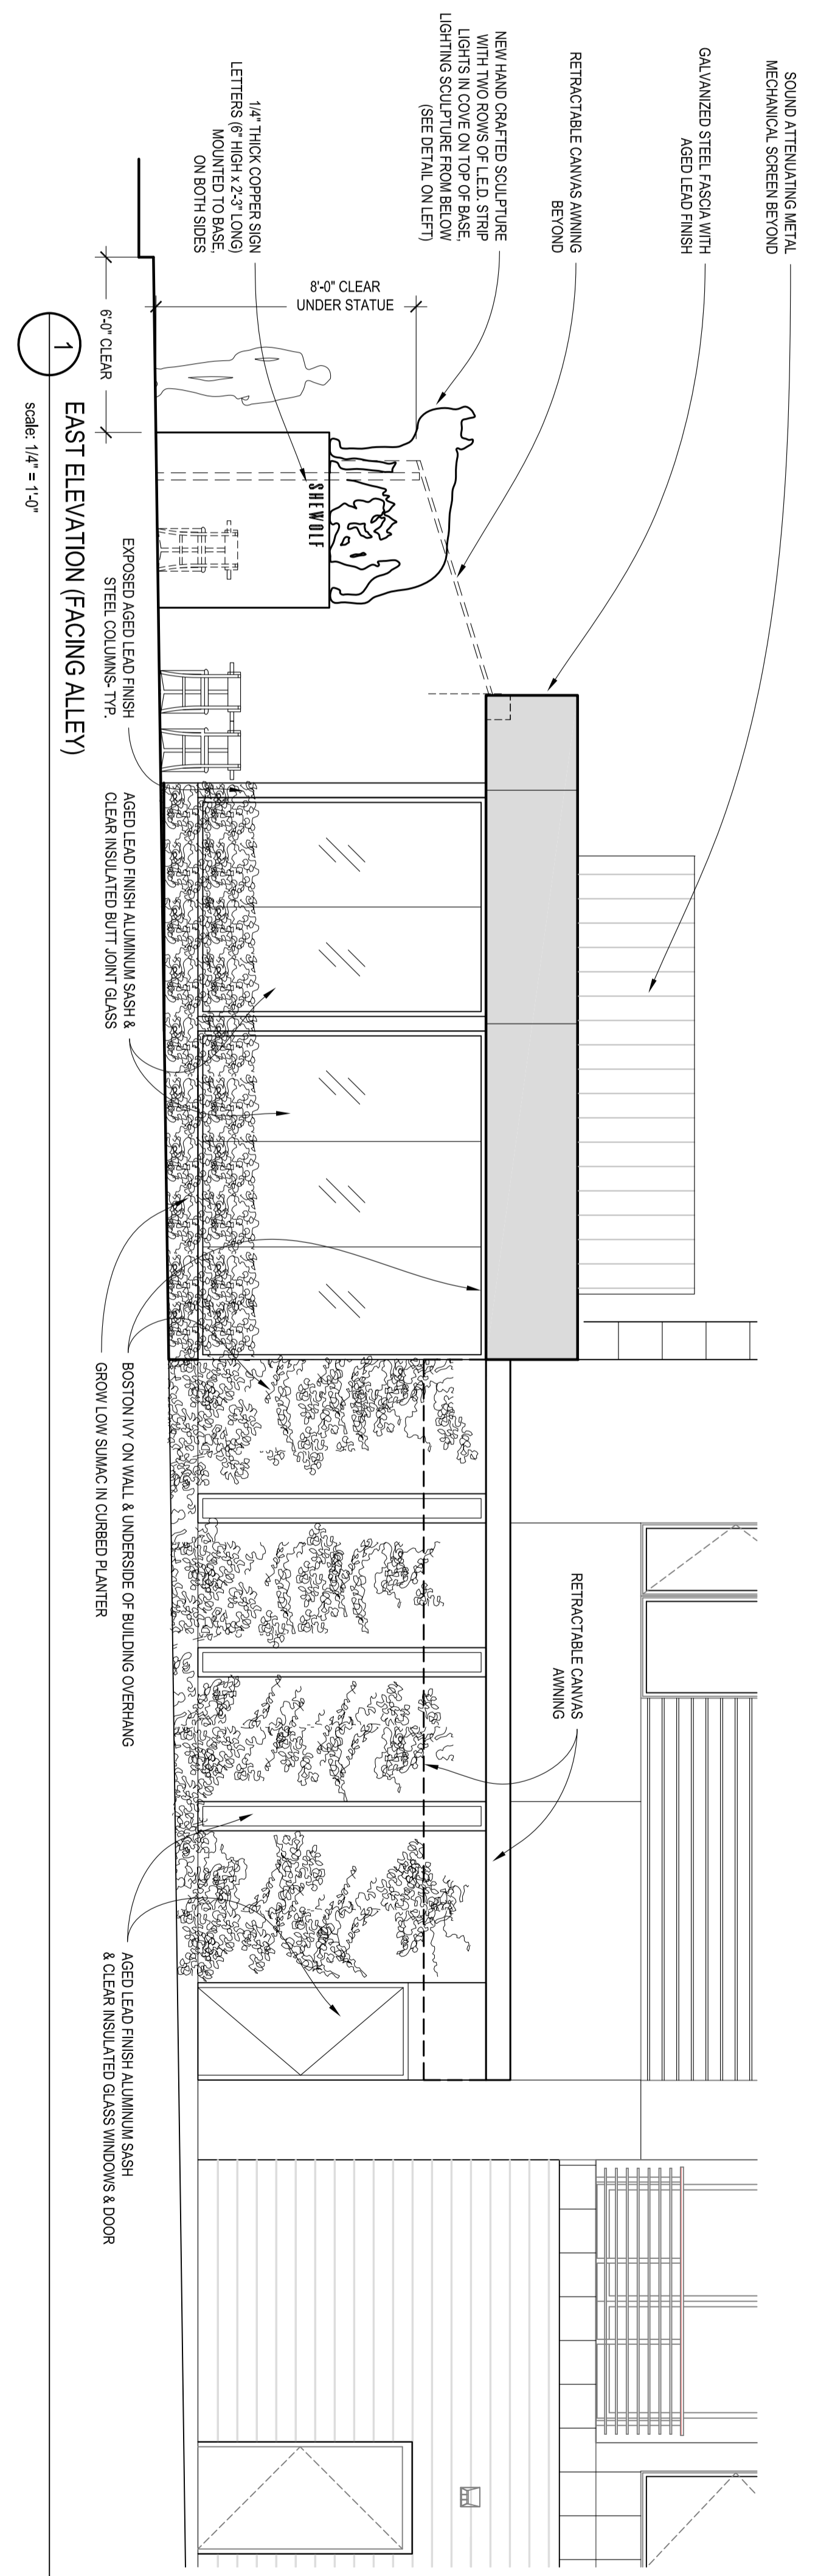 SOUND ATTENUATING METAL
MECHANICAL SCREEN BEYOND
GALVANIZED STEEL FASCIA WITH
AGED LEAD FINISH
RETRACTABLE CANVAS AWNING
BEYOND
NEW HAND CRAFTED SCULPTURE
WITH TWO ROWS OF L.E.D. STRIP
LIGHTS IN COVE ON TOP OF BASE,
LIGHTING SCULPTURE FROM BELOW
(SEE DETAIL ON LEFT)
1/4" THICK COPPER SIGN
LETTERS (6" HIGH x 2'-3" LONG)
MOUNTED TO BASE,
ON BOTH SIDES
8'-0" CLEAR
UNDER STATUE
6'-0" CLEAR
SHEWOLF
RETRACTABLE CANVAS
AWNING
EXPOSED AGED LEAD FINISH
STEEL COLUMNS- TYP.
AGED LEAD FINISH ALUMINUM SASH &
CLEAR INSULATED BUTT JOINT GLASS
BOSTON IVY ON WALL & UNDERSIDE OF BUILDING OVERHANG
GROW LOW SUMAC IN CURBED PLANTER
AGED LEAD FINISH ALUMINUM SASH
& CLEAR INSULATED GLASS WINDOWS & DOOR
1
EAST ELEVATION (FACING ALLEY)
scale: 1/4" = 1'-0"